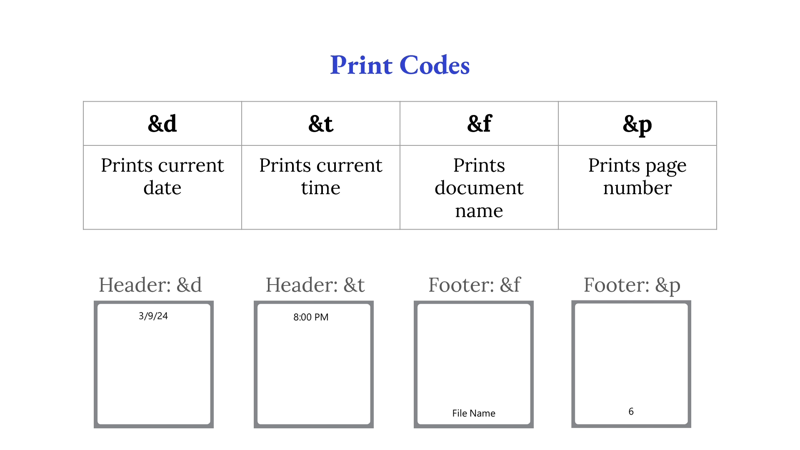 Print Codes
&d &t &f &p
Prints current
date
Prints current
time
Prints
document
name
Prints page
number
Header: &d Header: &t Footer: &f Footer: &p
3/9/24
8:00 PM
File Name
6